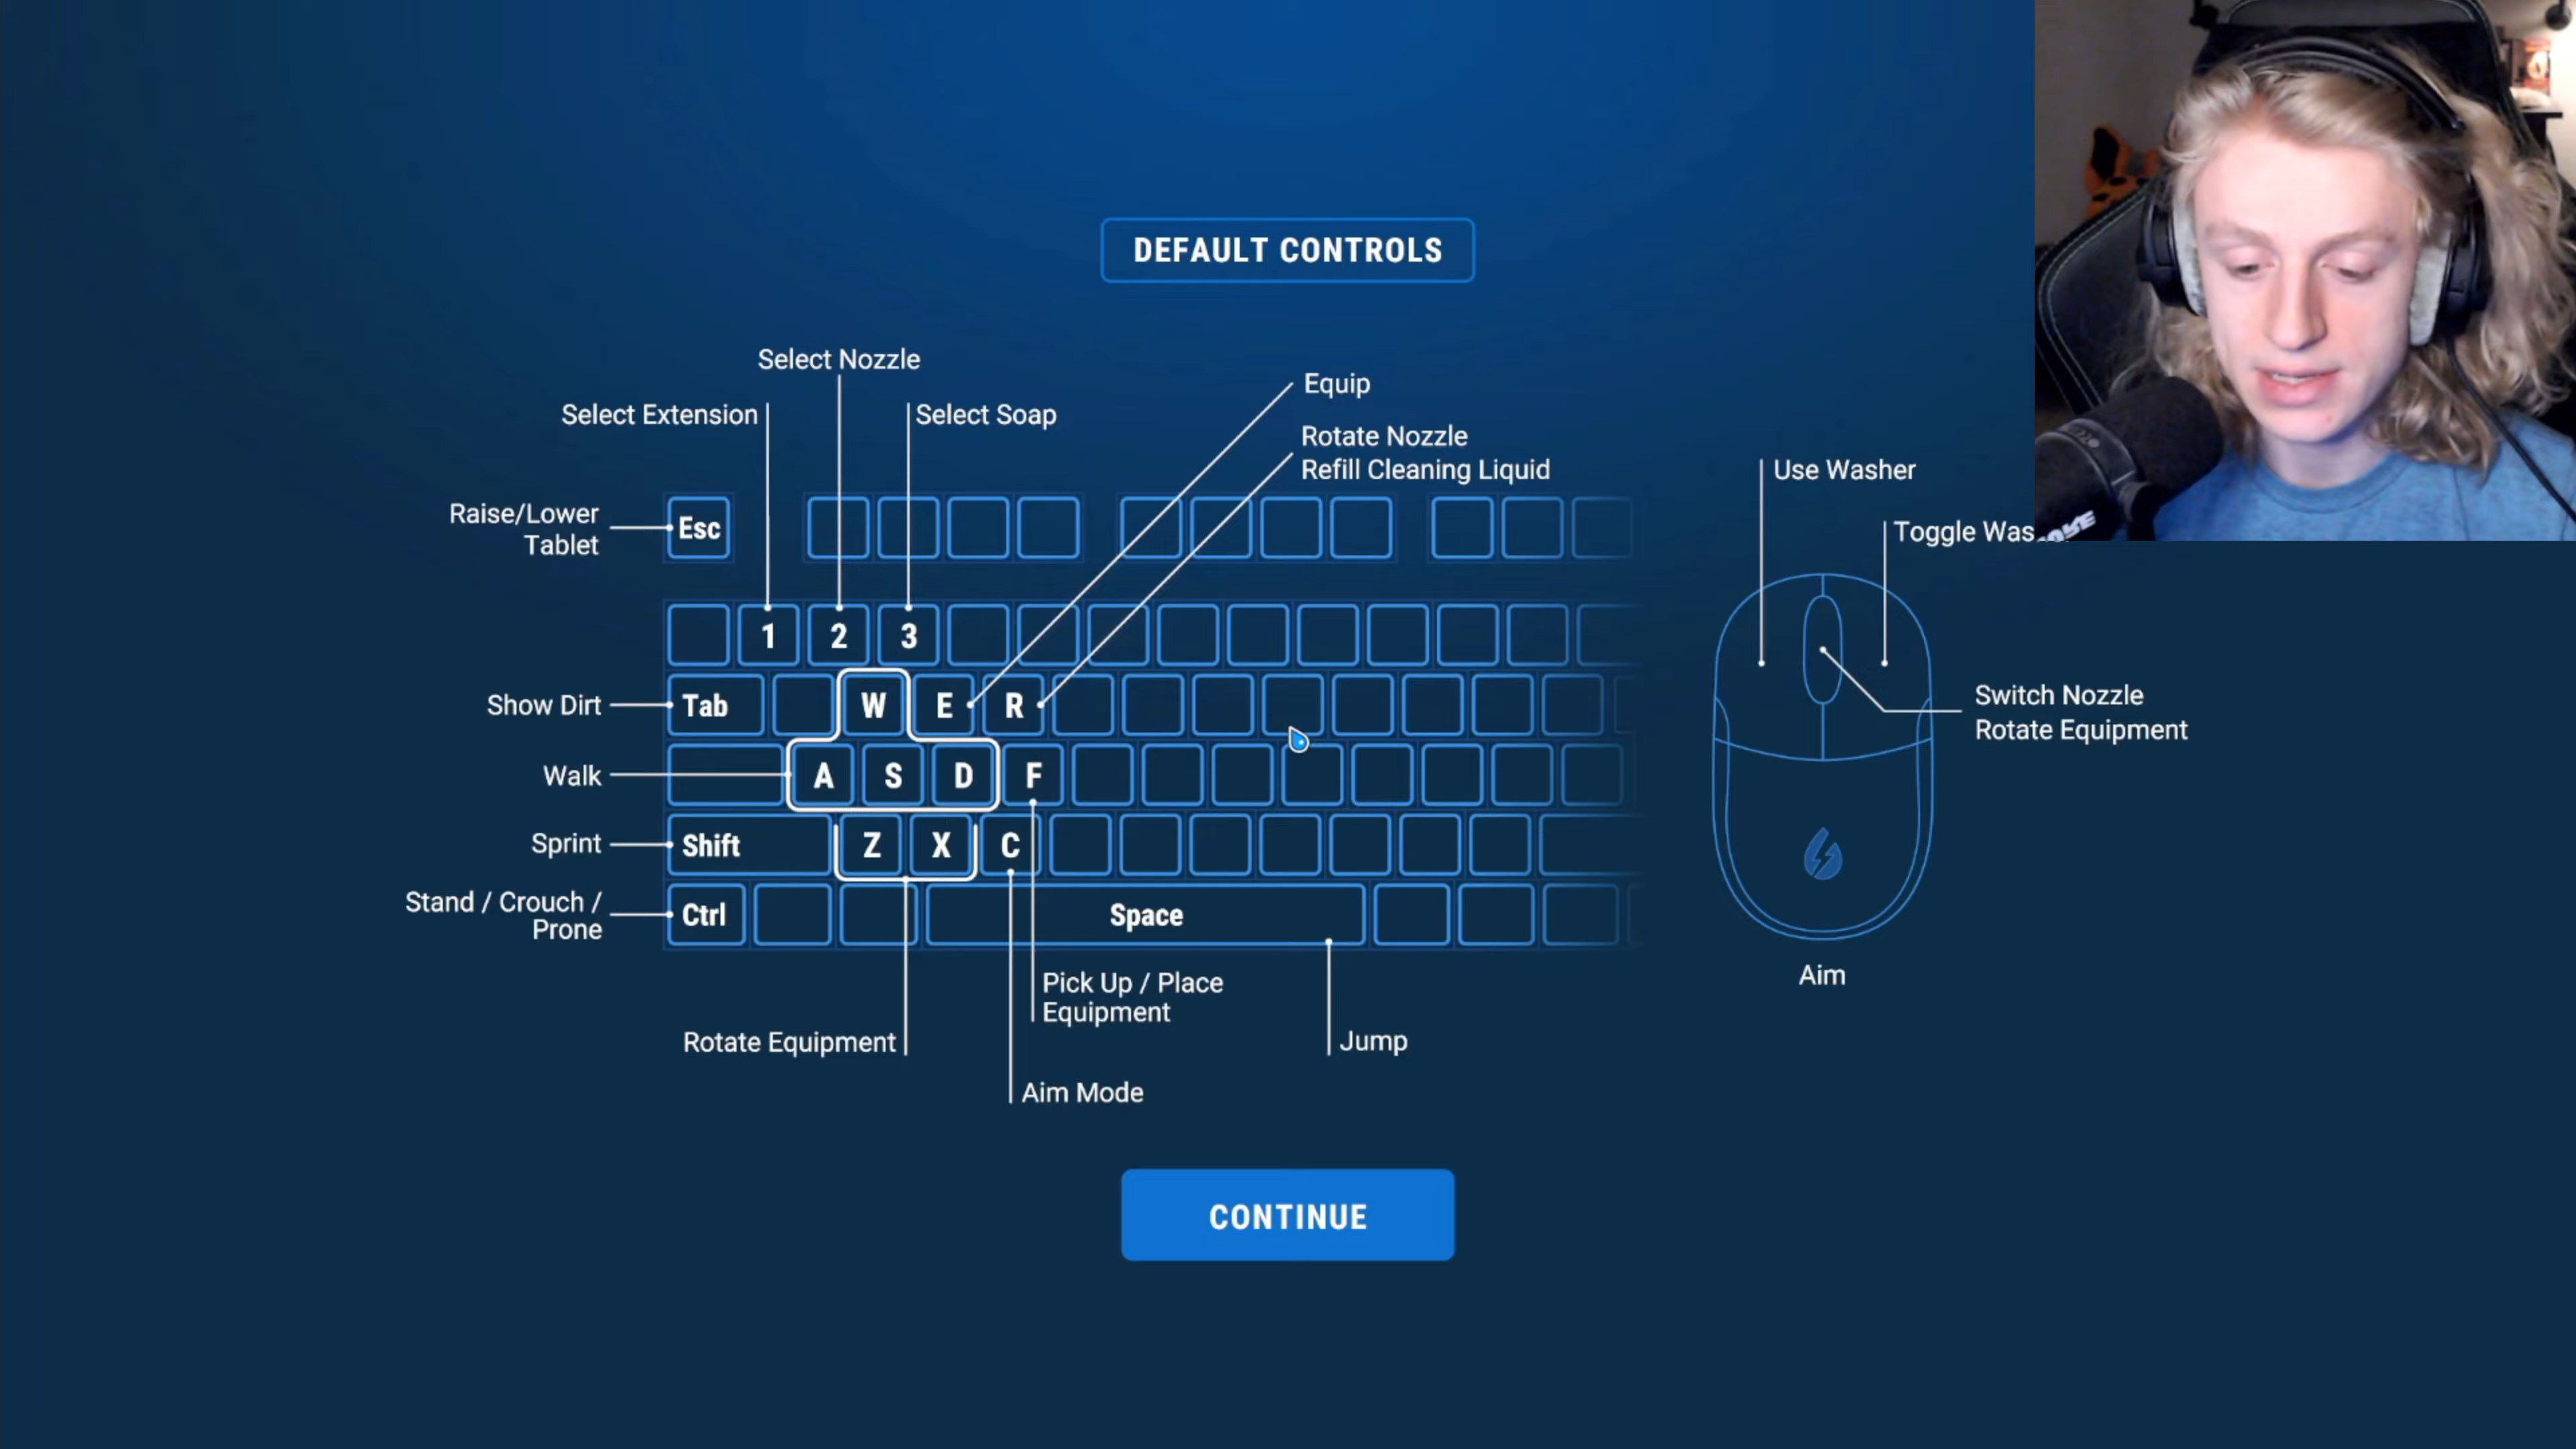 DEFAULT CONTROLS
Select Nozzle
Select Extension
Select Soap
Equip
Rotate Nozzle
Refill Cleaning Liquid
Use Washer
Raise/Lower
Tablet
Esc
Toggle
1
2
3
Show Dirt
Tab
W
E
R
Switch Nozzle
Rotate Equipment
Walk
A
S
D
F
Sprint
Shift
Z
X
C
Stand / Crouch /
Prone
Ctrl
Space
Aim
Pick Up / Place
Equipment
Rotate Equipment
Jump
Aim Mode
CONTINUE